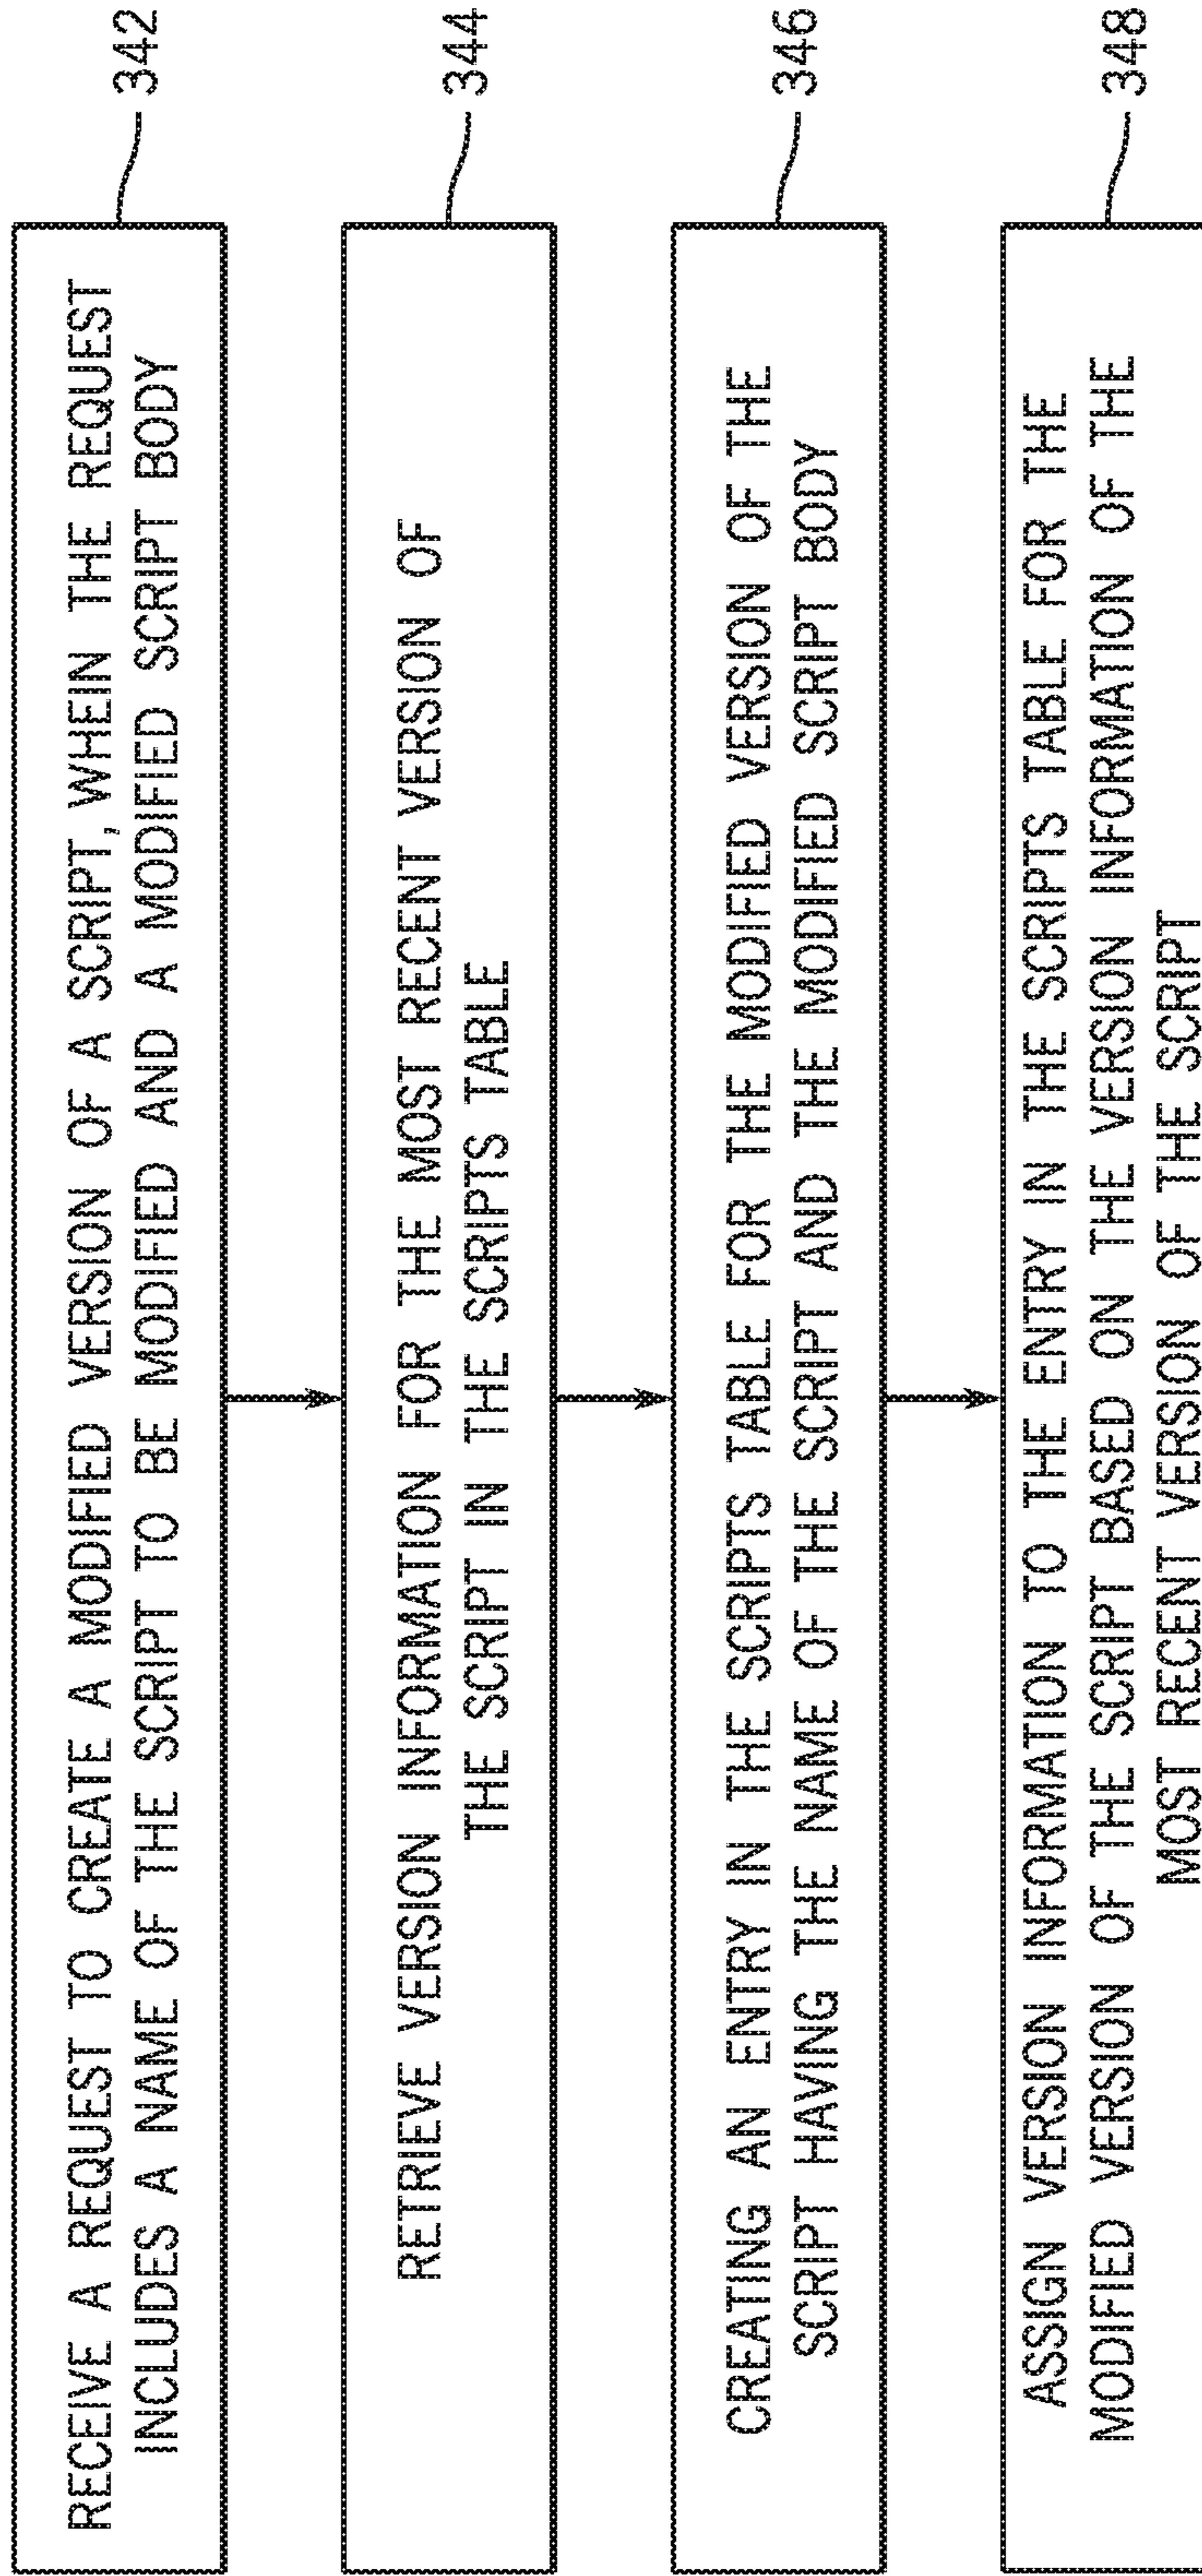 RECEIVE A REQUEST TO CREATE A MODIFIED VERSION OF A SCRIPT, WHEIN THE REQUEST
INCLUDES A NAME OF THE SCRIPT TO BE MODIFIED AND A MODIFIED SCRIPT BODY
342
RETRIEVE VERSION INFORMATION FOR THE MOST RECENT VERSION OF
THE SCRIPT IN THE SCRIPTS TABLE
344
CREATING AN ENTRY IN THE SCRIPTS TABLE FOR THE MODIFIED VERSION OF THE
SCRIPT HAVING THE NAME OF THE SCRIPT AND THE MODIFIED SCRIPT BODY
346
ASSIGN VERSION INFORMATION TO THE ENTRY IN THE SCRIPTS TABLE FOR THE
MODIFIED VERSION OF THE SCRIPT BASED ON THE VERSION INFORMATION OF THE
MOST RECENT VERSION OF THE SCRIPT
348